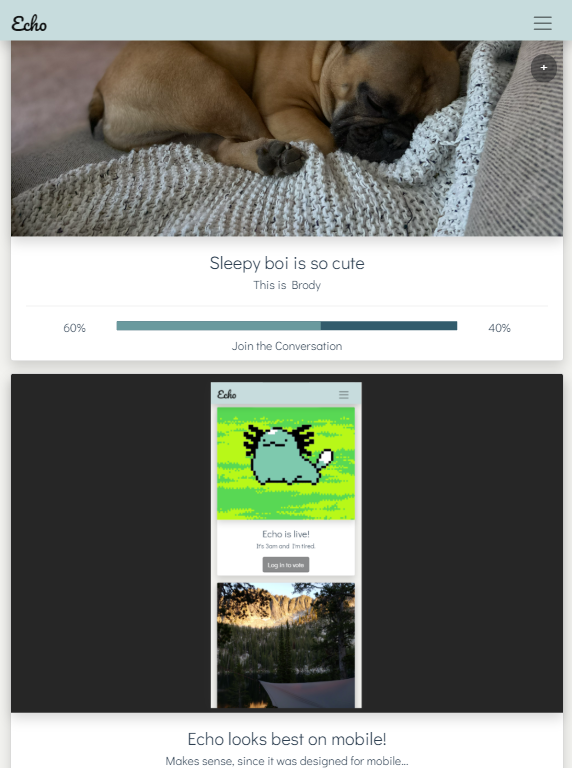 Echo
+
Sleepy boi is so cute
This is Brody
60%
40%
Join the Conversation
Echo
Echo is live!
It's 3am and I'm tired.
Log in to vote
Echo looks best on mobile!
Makes sense, since it was designed for mobile...